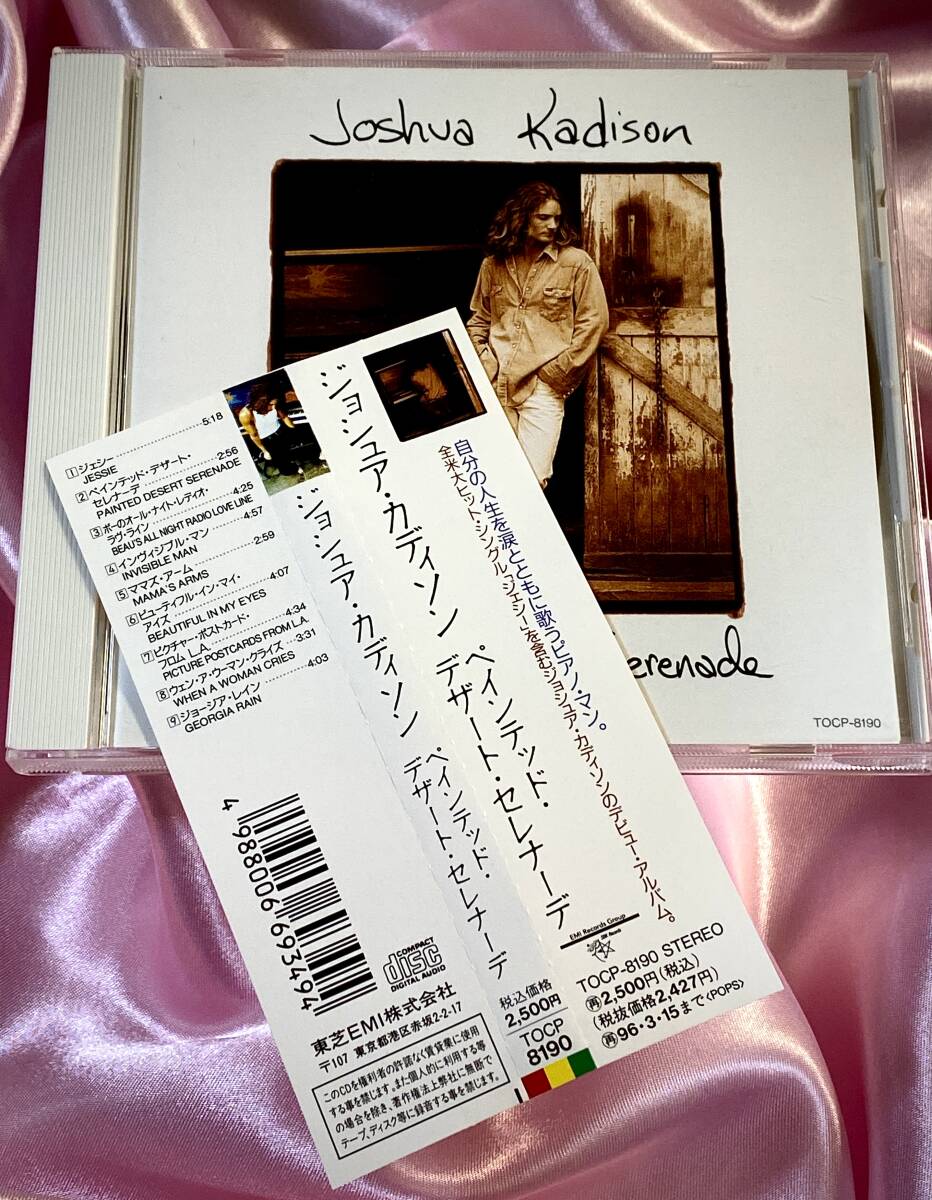 Joshua Kadison
Serenade
TOCP-8190
1 ジェシー 5:18
JESSIE
2 ペインテッド・デザート・
セレナーデ 2:56
PAINTED DESERT SERENADE
3 ボーのオール・ナイト・レディオ・
ラヴ・ライン 4:25
BEAU'S ALL NIGHT RADIO LOVE LINE
4 インヴィジブル・マン 4:57
INVISIBLE MAN
5 ママズ・アーム 2:59
MAMA'S ARMS
6 ビューティフル・イン・マイ・
アイズ 4:07
BEAUTIFUL IN MY EYES
7 ピクチャー・ポストカード・
フロム L.A. 4:34
PICTURE POSTCARDS FROM L.A.
8 ウェン・ア・ウーマン・クライズ 3:31
WHEN A WOMAN CRIES
9 ジョージア・レイン 4:03
GEORGIA RAIN
4 988006 693494
COMPACT
disc
DIGITAL AUDIO
東芝EMI株式会社
〒107 東京都港区赤坂2-2-17
このCDを権利者の許諾なく賃貸業に使用
する事を禁じます。また個人的に利用する等
の場合を除き、著作権法上弊社に無断で
テープ、ディスク等に録音する事を禁じます。
ジョシュア・カディソン
ペインテッド・
デザート・セレナーデ
税込価格
2,500円
TOCP
8190
ジョシュア・カディソン
ペインテッド・
デザート・セレナーデ
自分の人生を涙とともに歌うピアノ・マン。
全米大ヒット・シングル「ジェシー」を含むジョシュア・カディソンのデビュー・アルバム。
EMI Records Group
TOCP-8190 STEREO
再2,500円(税込)
(税抜価格2,427円)
再96・3・15まで〈POPS〉